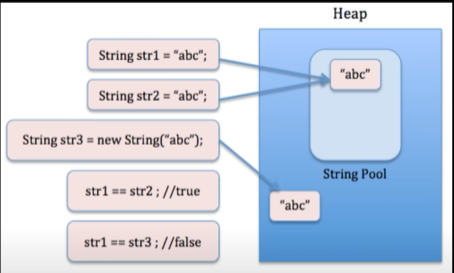 Heap
String str1 = “abc”;
“abc”
String str2 = “abc”;
String str3 = new String(“abc”);
String Pool
str1 == str2 ; //true
“abc”
str1 == str3 ; //false